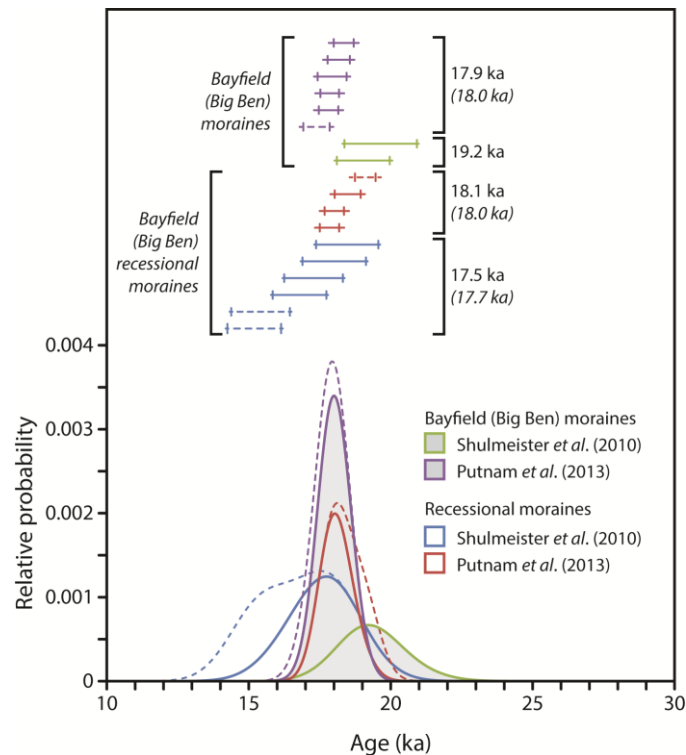 Bayfield
(Big Ben)
moraines
17.9 ka
(18.0 ka)
19.2 ka
Bayfield
(Big Ben)
recessional
moraines
18.1 ka
(18.0 ka)
17.5 ka
(17.7 ka)
0.004
0.003
0.002
0.001
0
Relative probability
Bayfield (Big Ben) moraines
Shulmeister et al. (2010)
Putnam et al. (2013)
Recessional moraines
Shulmeister et al. (2010)
Putnam et al. (2013)
10 15 20 25 30
Age (ka)